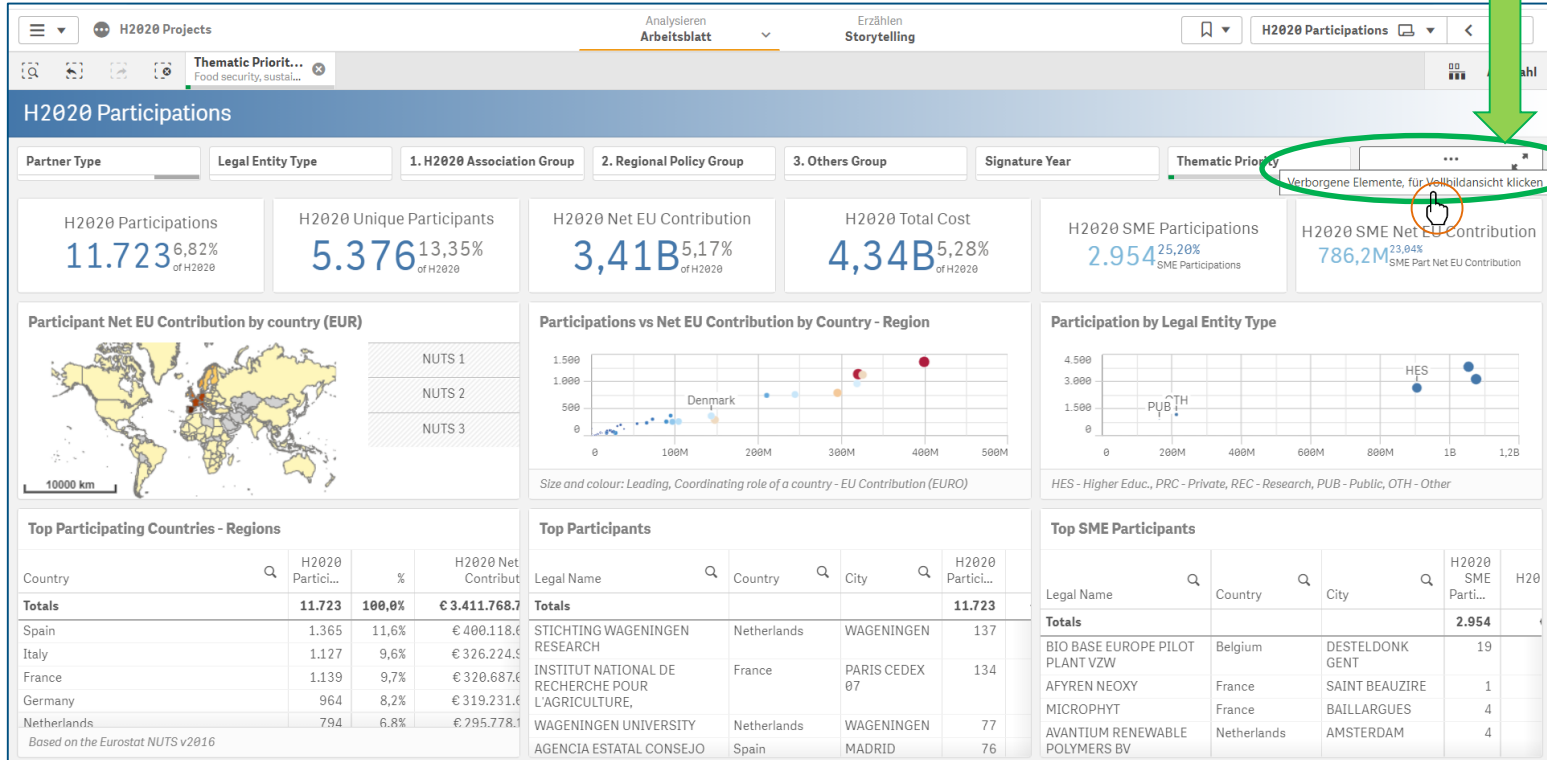 H2020 Projects
Analysieren
Arbeitsblatt
Erzählen
Storytelling
H2020 Participations
Thematic Priorit...
Food security, sustai...
H2020 Participations
Partner Type
Legal Entity Type
1. H2020 Association Group
2. Regional Policy Group
3. Others Group
Signature Year
Thematic Priority
...
Verborgene Elemente, für Vollbildansicht klicken
H2020 Participations
11.723 6,82%
of H2020
H2020 Unique Participants
5.376 13,35%
of H2020
H2020 Net EU Contribution
3,41B 5,17%
of H2020
H2020 Total Cost
4,34B 5,28%
of H2020
H2020 SME Participations
2.954 25,20%
SME Participations
H2020 SME Net EU Contribution
786,2M 23,04%
SME Part Net EU Contribution
Participant Net EU Contribution by country (EUR)
NUTS 1
NUTS 2
NUTS 3
10000 km
Participations vs Net EU Contribution by Country - Region
1.500
1.000
500
0
Denmark
0 100M 200M 300M 400M 500M
Size and colour: Leading, Coordinating role of a country - EU Contribution (EURO)
Participation by Legal Entity Type
4.500
3.000
1.500
0
HES
OTH
PUB
0 200M 400M 600M 800M 1B 1,2B
HES - Higher Educ., PRC - Private, REC - Research, PUB - Public, OTH - Other
Top Participating Countries - Regions
Country H2020 Partici... % H2020 Net Contribut
Totals 11.723 100,0% € 3.411.768.7
Spain 1.365 11,6% € 400.118.6
Italy 1.127 9,6% € 326.224.9
France 1.139 9,7% € 320.687.6
Germany 964 8,2% € 319.231.6
Netherlands 794 6,8% € 295.778.1
Based on the Eurostat NUTS v2016
Top Participants
Legal Name Country City H2020 Partici...
Totals 11.723
STICHTING WAGENINGEN Netherlands WAGENINGEN 137
RESEARCH
INSTITUT NATIONAL DE France PARIS CEDEX 134
RECHERCHE POUR 07
L'AGRICULTURE,
WAGENINGEN UNIVERSITY Netherlands WAGENINGEN 77
AGENCIA ESTATAL CONSEJO Spain MADRID 76
Top SME Participants
Legal Name Country City H2020 SME Parti... H20
Totals 2.954
BIO BASE EUROPE PILOT Belgium DESTELDONK 19
PLANT VZW GENT
AFYREN NEOXY France SAINT BEAUZIRE 1
MICROPHYT France BAILLARGUES 4
AVANTIUM RENEWABLE Netherlands AMSTERDAM 4
POLYMERS BV